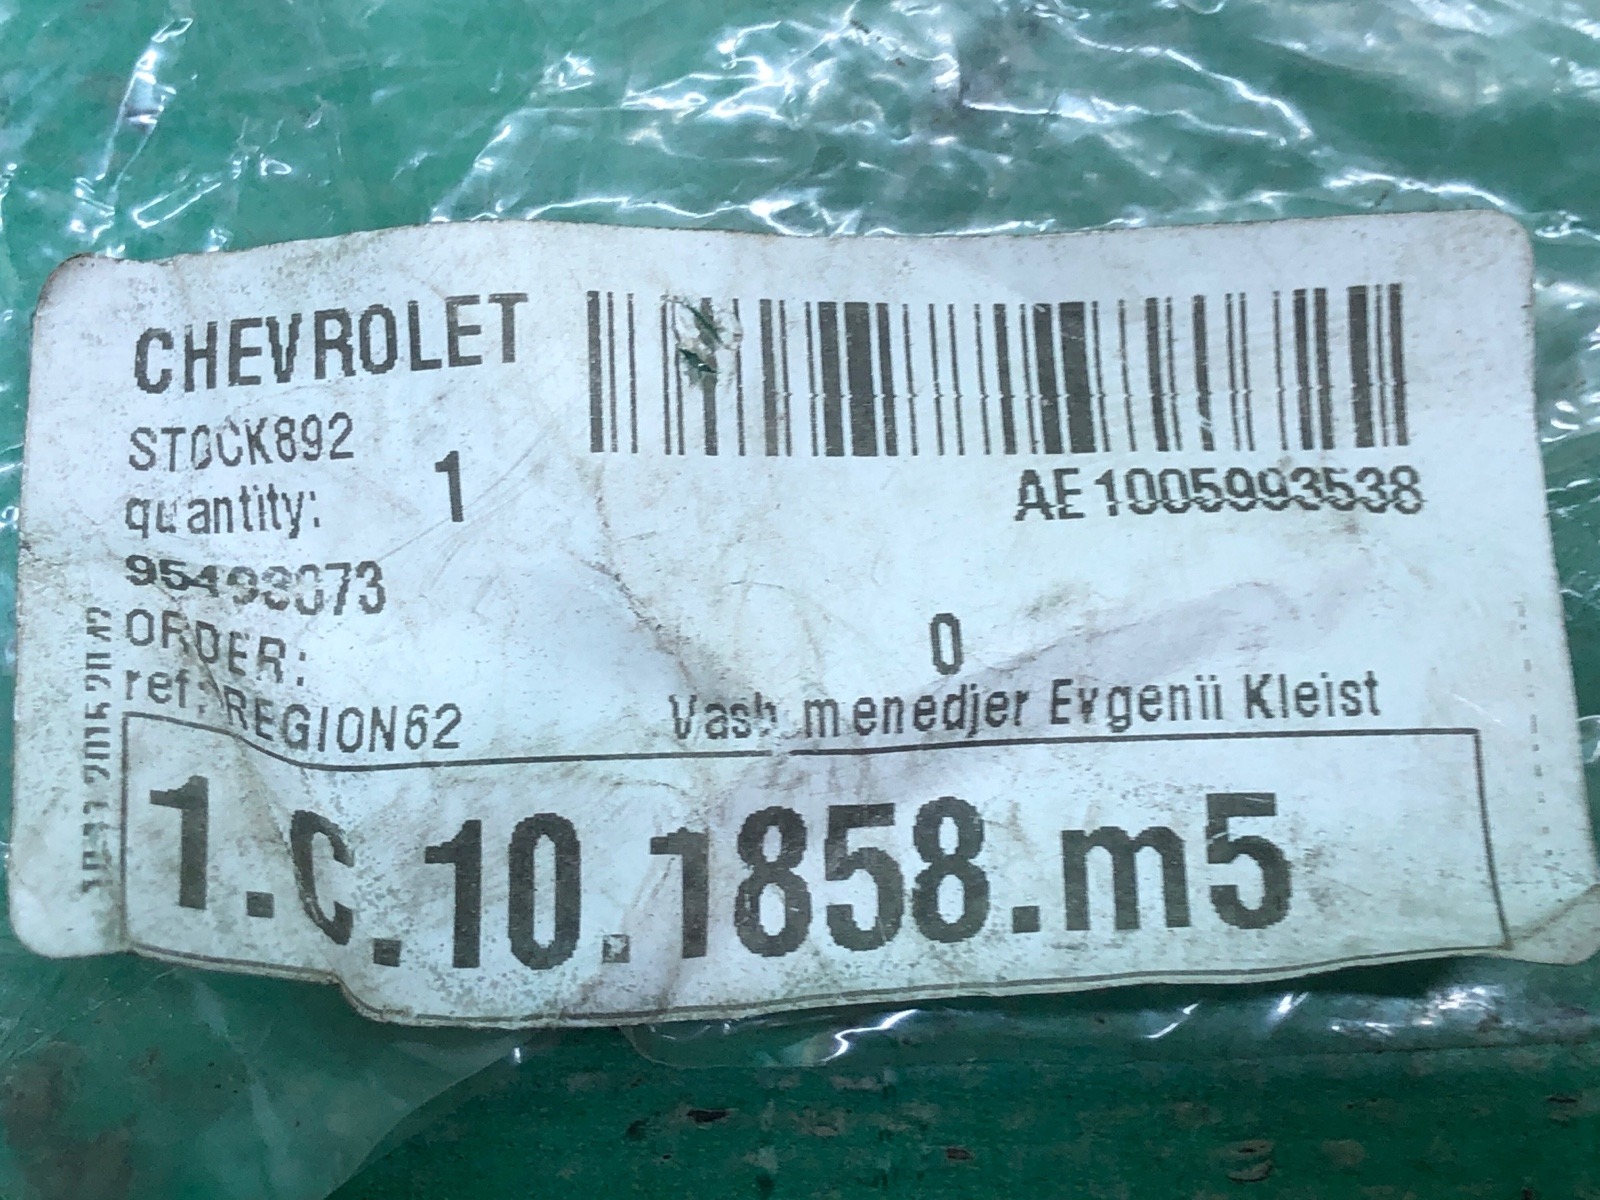 CHEVROLET
STOCK892
quantity: 1
AE1005993538
ORDER:
0
ref: REGION62
Vash menedjer Evgenii Kleist
1.C.10.1858.m5